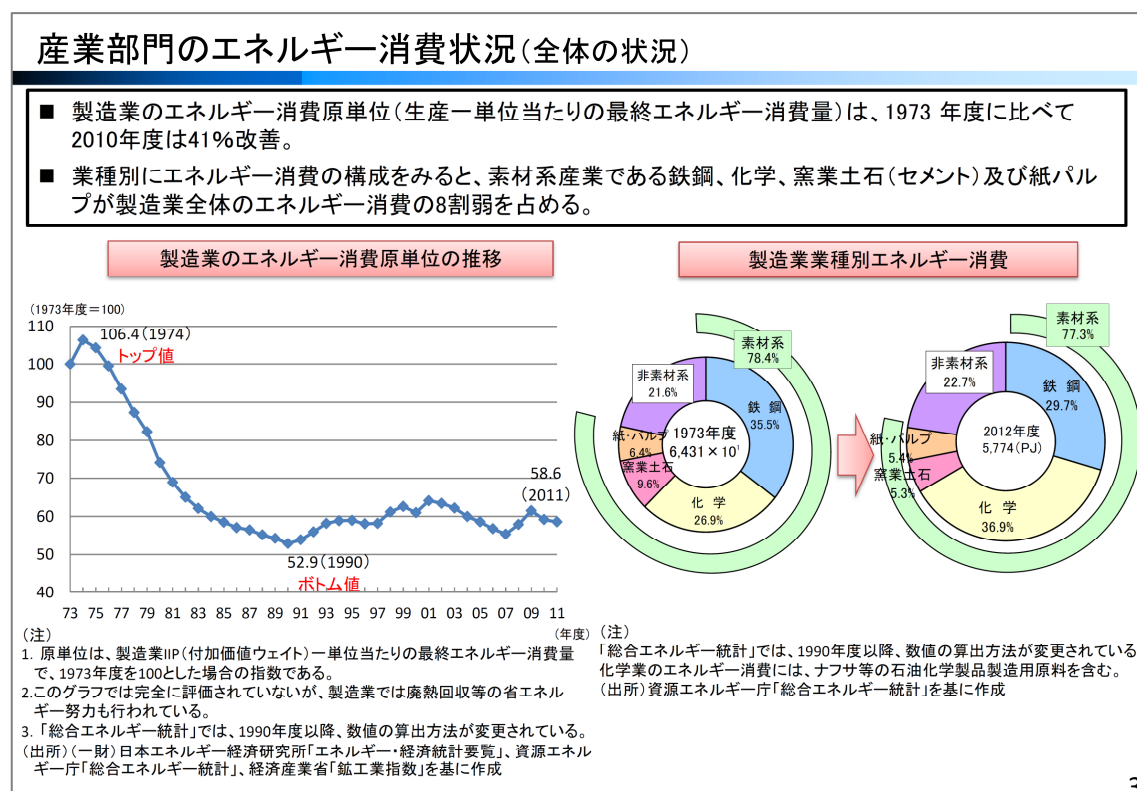 産業部門のエネルギー消費状況(全体の状況)
■ 製造業のエネルギー消費原単位(生産一単位当たりの最終エネルギー消費量)は、1973 年度に比べて
2010年度は41%改善。
■ 業種別にエネルギー消費の構成をみると、素材系産業である鉄鋼、化学、窯業土石(セメント)及び紙パル
プが製造業全体のエネルギー消費の8割弱を占める。
製造業のエネルギー消費原単位の推移
(1973年度=100)
110
100
90
80
70
60
50
40
106.4(1974)
トップ値
58.6
(2011)
52.9(1990)
ボトム値
73 75 77 79 81 83 85 87 89 91 93 95 97 99 01 03 05 07 09 11
(年度)
(注)
1. 原単位は、製造業IIP(付加価値ウェイト)一単位当たりの最終エネルギー消費量
で、1973年度を100とした場合の指数である。
2.このグラフでは完全に評価されていないが、製造業では廃熱回収等の省エネル
ギー努力も行われている。
3. 「総合エネルギー統計」では、1990年度以降、数値の算出方法が変更されている。
(出所)(一財)日本エネルギー経済研究所「エネルギー・経済統計要覧」、資源エネル
ギー庁「総合エネルギー統計」、経済産業省「鉱工業指数」を基に作成
製造業業種別エネルギー消費
素材系
78.4%
非素材系
21.6%
鉄 鋼
35.5%
紙・パルプ
6.4%
窯業土石
9.6%
化 学
26.9%
1973年度
6,431×10
素材系
77.3%
非素材系
22.7%
鉄 鋼
29.7%
紙・パルプ
5.4%
窯業土石
5.3%
化 学
36.9%
2012年度
5,774(PJ)
(注)
「総合エネルギー統計」では、1990年度以降、数値の算出方法が変更されている
化学業のエネルギー消費には、ナフサ等の石油化学製品製造用原料を含む。
(出所)資源エネルギー庁「総合エネルギー統計」を基に作成